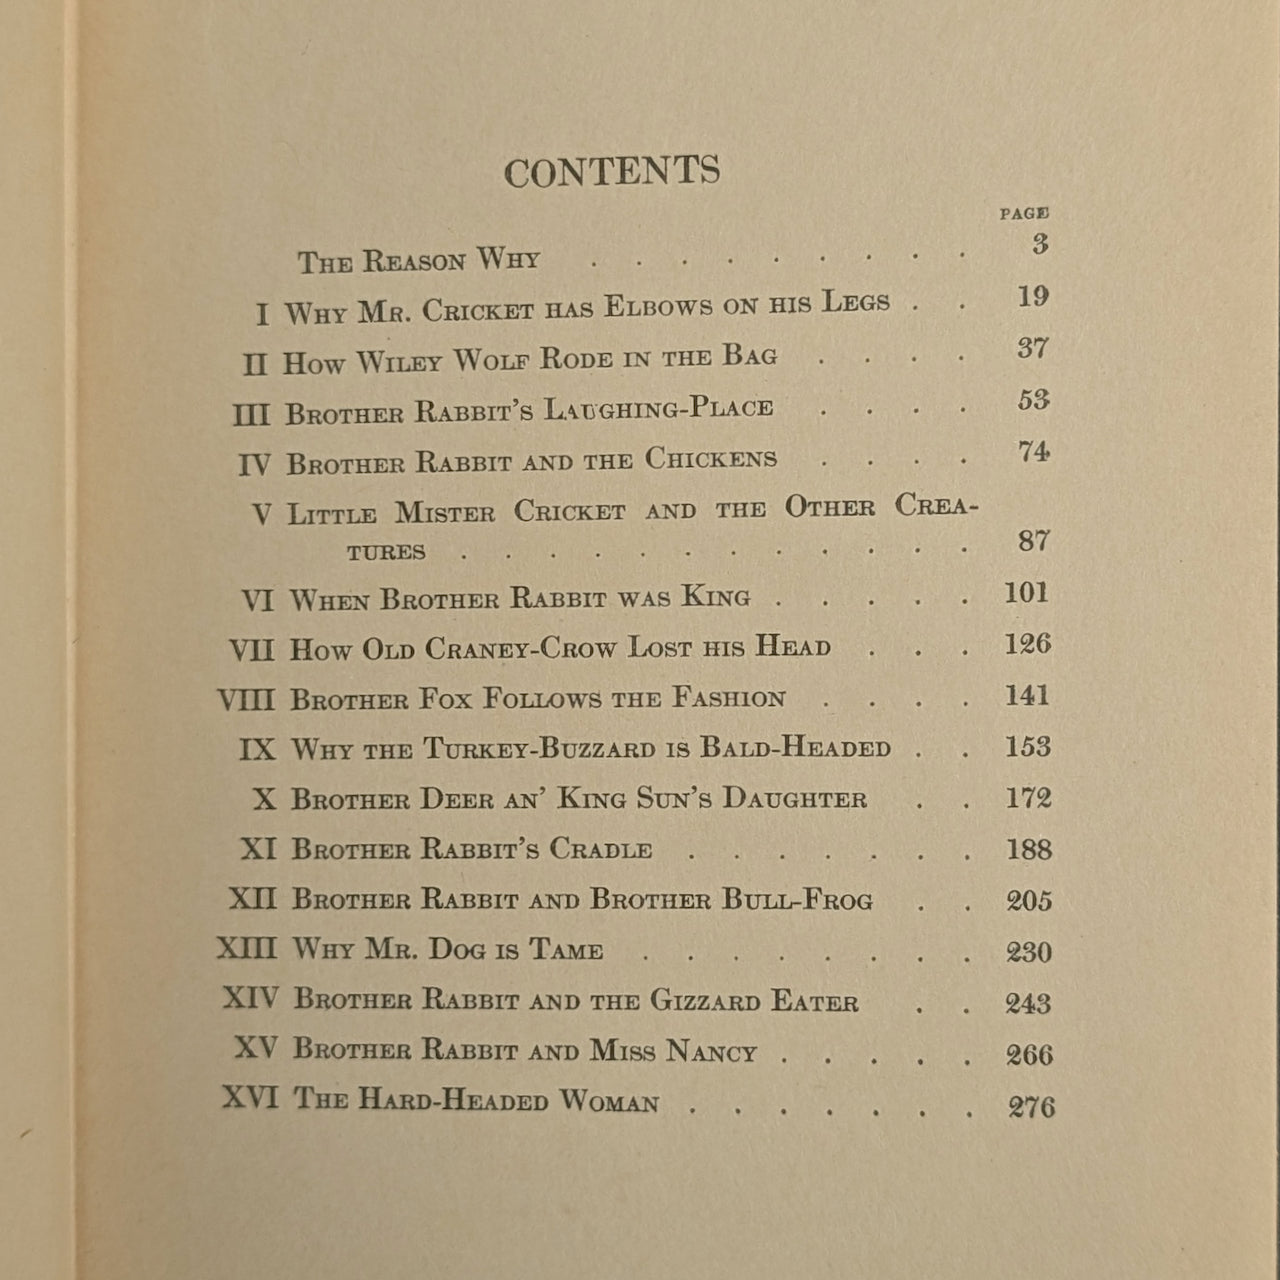 CONTENTS
PAGE
The Reason Why . . . . . . . . . 3
I Why Mr. Cricket has Elbows on his Legs . . 19
II How Wiley Wolf Rode in the Bag . . . . 37
III Brother Rabbit's Laughing-Place . . . . 53
IV Brother Rabbit and the Chickens . . . . 74
V Little Mister Cricket and the Other Crea-
tures . . . . . . . . . . . . 87
VI When Brother Rabbit was King . . . . . 101
VII How Old Craney-Crow Lost his Head . . . 126
VIII Brother Fox Follows the Fashion . . . . 141
IX Why the Turkey-Buzzard is Bald-Headed . . 153
X Brother Deer an' King Sun's Daughter . . 172
XI Brother Rabbit's Cradle . . . . . . . 188
XII Brother Rabbit and Brother Bull-Frog . . 205
XIII Why Mr. Dog is Tame . . . . . . . . 230
XIV Brother Rabbit and the Gizzard Eater . . 243
XV Brother Rabbit and Miss Nancy . . . . . 266
XVI The Hard-Headed Woman . . . . . . . 276